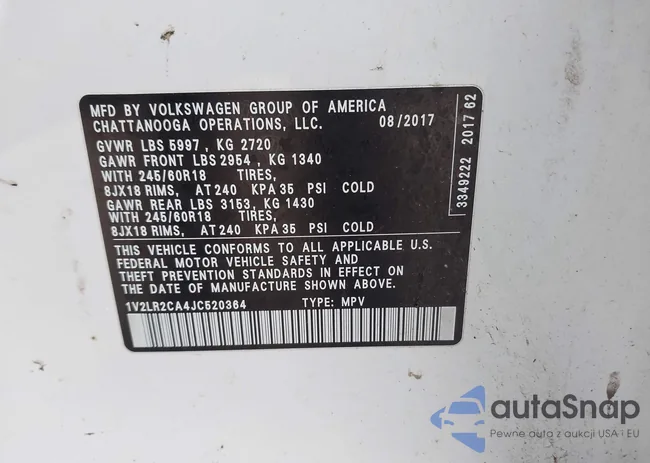 MFD BY VOLKSWAGEN GROUP OF AMERICA
CHATTANOOGA OPERATIONS, LLC. 08/2017
GVWR LBS 5997 , KG 2720
GAWR FRONT LBS 2954 , KG 1340
WITH 245/60R18 TIRES,
8JX18 RIMS, AT 240 KPA 35 PSI COLD
GAWR REAR LBS 3153, KG 1430
WITH 245/60R18 TIRES,
8JX18 RIMS, AT 240 KPA 35 PSI COLD
THIS VEHICLE CONFORMS TO ALL APPLICABLE U.S.
FEDERAL MOTOR VEHICLE SAFETY AND
THEFT PREVENTION STANDARDS IN EFFECT ON
THE DATE OF MANUFACTURE SHOWN ABOVE.
1V2LR2CA4JC520364 TYPE: MPV
3349222 2017 62
autaSnap
Pewne auta z aukcji USA i EU